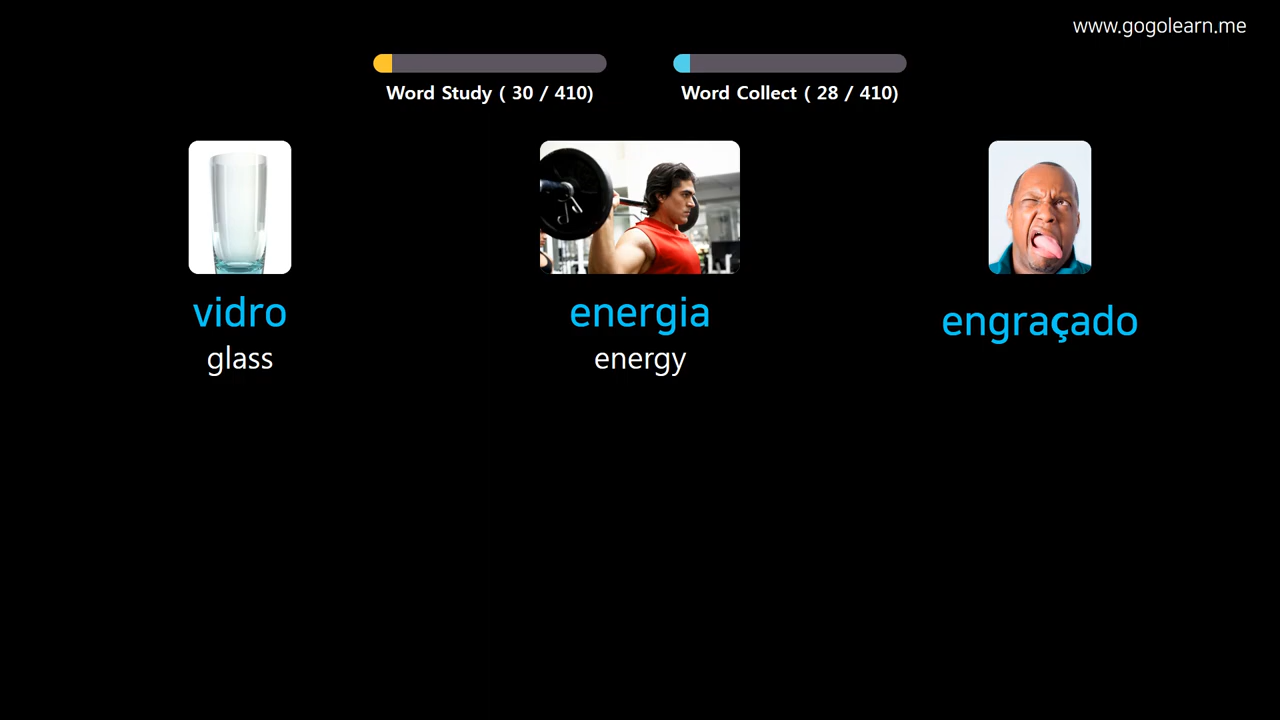 www.gogolearn.me
Word Study ( 30 / 410)
Word Collect ( 28 / 410)
vidro
glass
energia
energy
engraçado